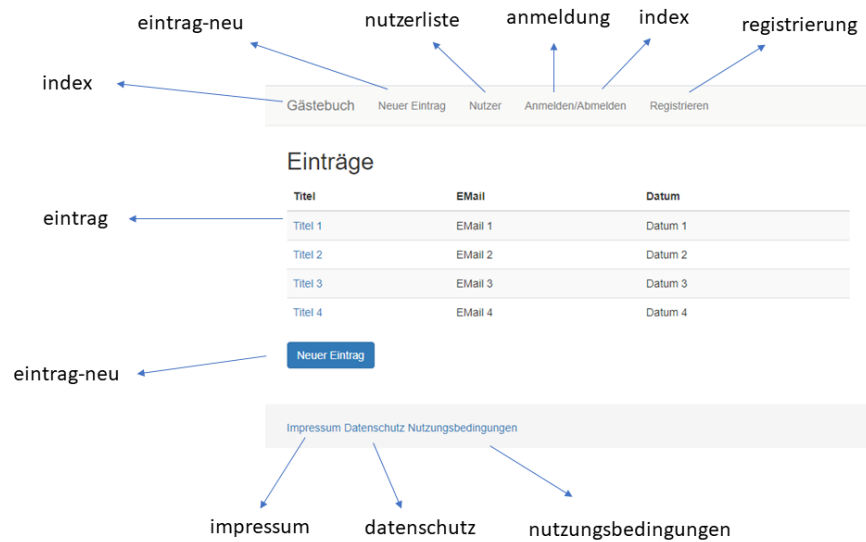 eintrag-neu nutzerliste anmeldung index registrierung
index
Gästebuch Neuer Eintrag Nutzer Anmelden/Abmelden Registrieren
Einträge
Titel EMail Datum
eintrag
Titel 1 EMail 1 Datum 1
Titel 2 EMail 2 Datum 2
Titel 3 EMail 3 Datum 3
Titel 4 EMail 4 Datum 4
Neuer Eintrag
eintrag-neu
Impressum Datenschutz Nutzungsbedingungen
impressum datenschutz nutzungsbedingungen